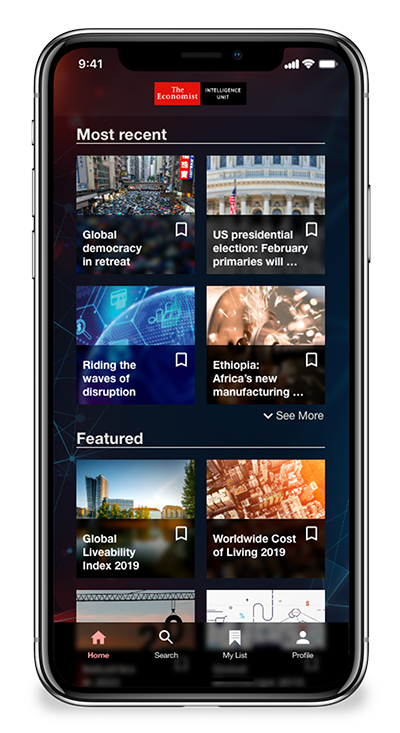 9:41
The
Economist
INTELLIGENCE
UNIT
Most recent
Global
democracy
in retreat
US presidential
election: February
primaries will ...
Riding the
waves of
disruption
Ethiopia:
Africa's new
manufacturing ...
See More
Featured
Global
Liveability
Index 2019
Worldwide Cost
of Living 2019
Home
Search
My List
Profile